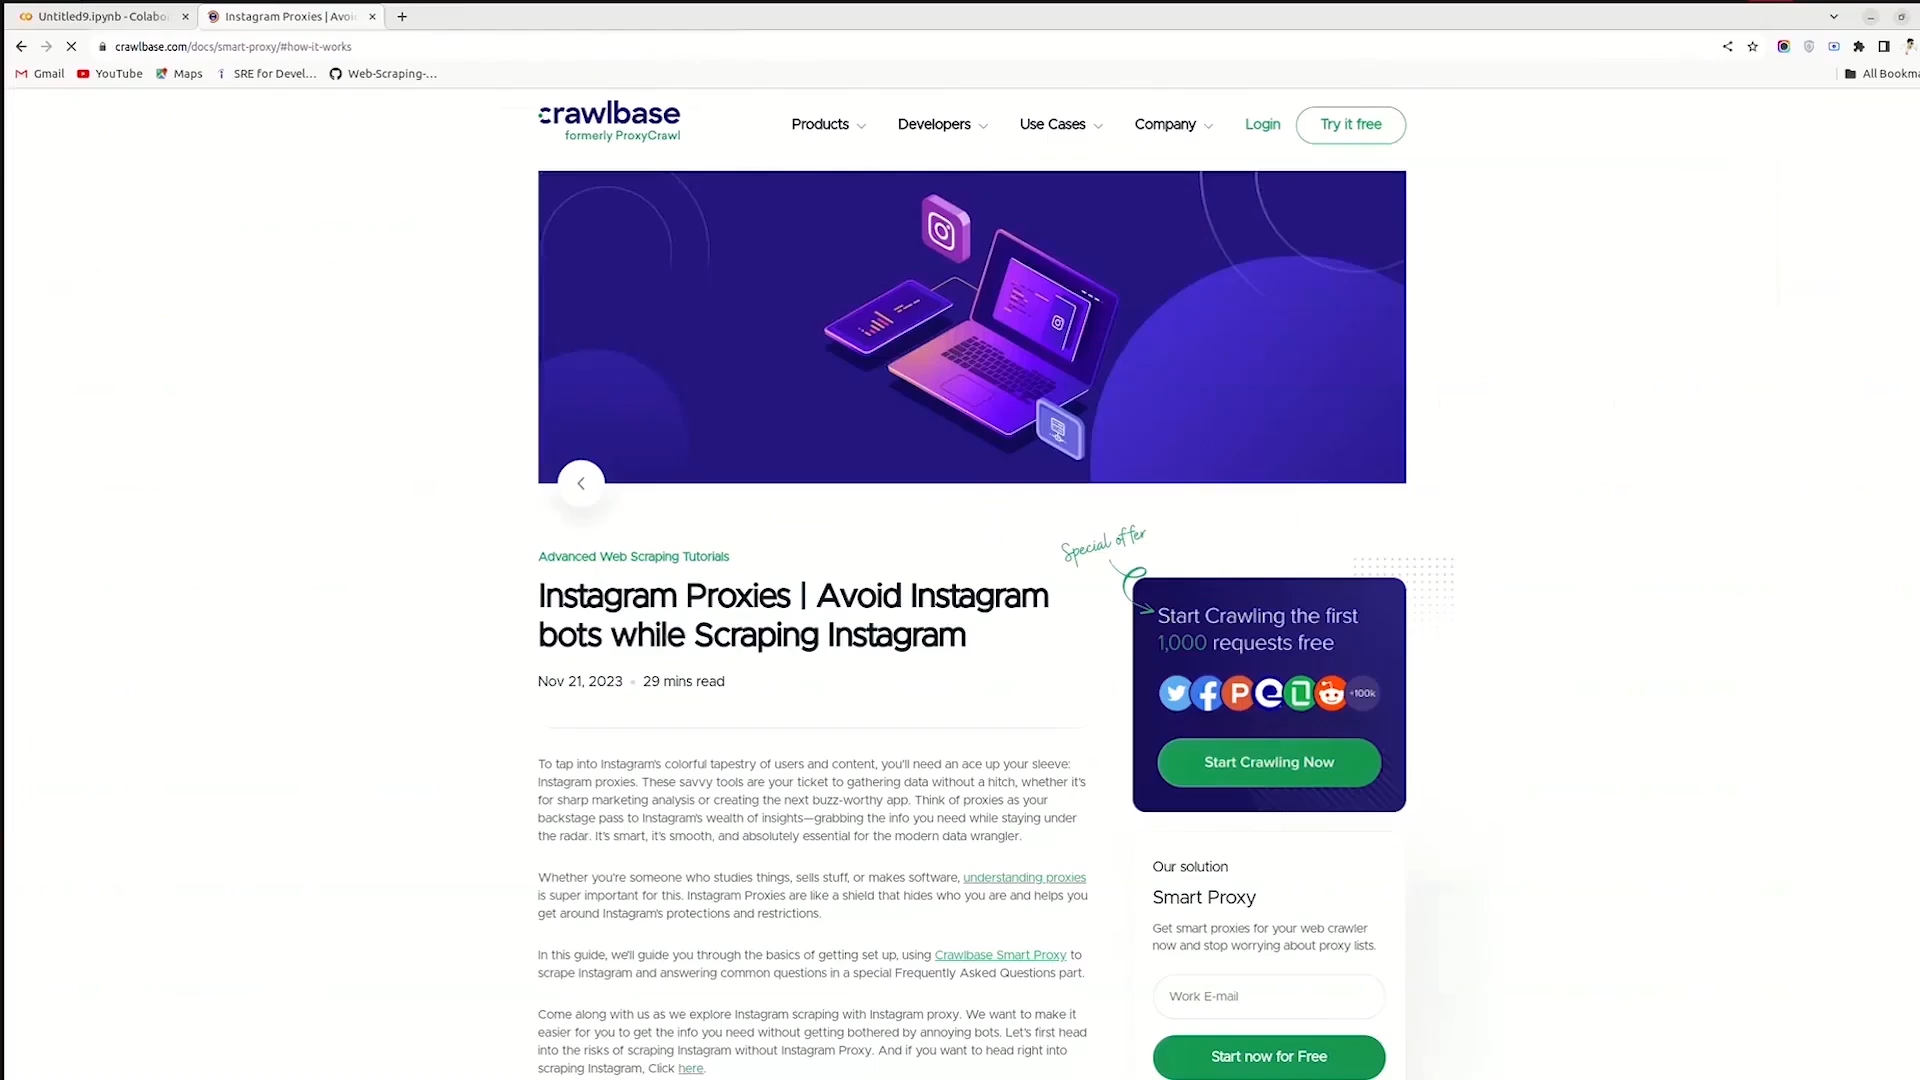 Untitled9.ipynb - Colabo
Instagram Proxies | Avoi
crawlbase.com/docs/smart-proxy/#how-it-works
Gmail
YouTube
Maps
SRE for Devel...
Web-Scraping-...
All Bookma
crawlbase
formerly ProxyCrawl
Products
Developers
Use Cases
Company
Login
Try it free
Advanced Web Scraping Tutorials
Instagram Proxies | Avoid Instagram
bots while Scraping Instagram
Nov 21, 2023 29 mins read
To tap into Instagram's colorful tapestry of users and content, you'll need an ace up your sleeve:
Instagram proxies. These savvy tools are your ticket to gathering data without a hitch, whether it's
for sharp marketing analysis or creating the next buzz-worthy app. Think of proxies as your
backstage pass to Instagram's wealth of insights—grabbing the info you need while staying under
the radar. It's smart, it's smooth, and absolutely essential for the modern data wrangler.
Whether you're someone who studies things, sells stuff, or makes software, understanding proxies
is super important for this. Instagram Proxies are like a shield that hides who you are and helps you
get around Instagram's protections and restrictions.
In this guide, we'll guide you through the basics of getting set up, using Crawlbase Smart Proxy to
scrape Instagram and answering common questions in a special Frequently Asked Questions part.
Come along with us as we explore Instagram scraping with Instagram proxy. We want to make it
easier for you to get the info you need without getting bothered by annoying bots. Let's first head
into the risks of scraping Instagram without Instagram Proxy. And if you want to head right into
scraping Instagram, Click here.
Special offer
Start Crawling the first
1,000 requests free
+100k
Start Crawling Now
Our solution
Smart Proxy
Get smart proxies for your web crawler
now and stop worrying about proxy lists.
Work E-mail
Start now for Free